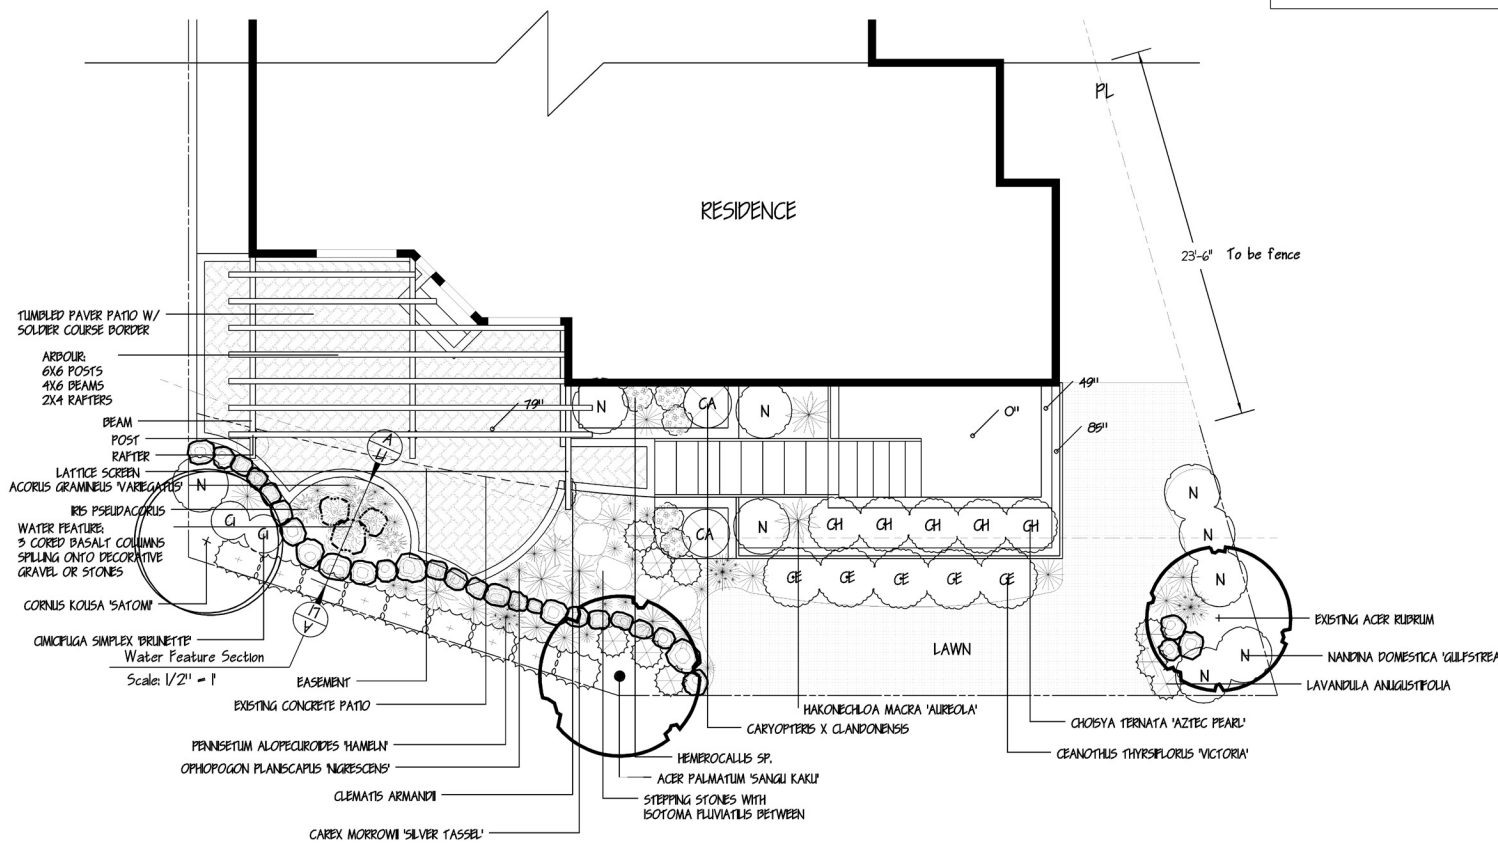 PL
RESIDENCE
23'-6" To be fence
TUMBLED PAVER PATIO W/
SOLDIER COURSE BORDER
ARBOUR:
6X6 POSTS
4X6 BEAMS
2X4 RAFTERS
BEAM
POST
RAFTER
LATTICE SCREEN
ACORUS GRAMINEUS 'VARIEGATUS'
IRIS PSEUDACORUS
WATER FEATURE:
3 CORED BASALT COLUMNS
SPILLING ONTO DECORATIVE
GRAVEL OR STONES
CORNUS KOUSA 'SATOMI'
CIMICIFUGA SIMPLEX 'BRUNETTE'
Water Feature Section
Scale: 1/2" = 1'
EASEMENT
EXISTING CONCRETE PATIO
PENNISETUM ALOPECUROIDES 'HAMELN'
OPHIOPOGON PLANISCAPUS 'NIGRESCENS'
CLEMATIS ARMANDII
CAREX MORROWII 'SILVER TASSEL'
79"
N
CA
N
0"
49"
85"
A
N
CI
CI
A
CA
N
CH
CH
CH
CH
CH
CE
CE
CE
CE
CE
LAWN
N
N
N
N
N
EXISTING ACER RUBRUM
NANDINA DOMESTICA 'GULFSTREA
LAVANDULA ANUGUSTIFOLIA
HAKONECHLOA MACRA 'AUREOLA'
CARYOPTERIS X CLANDONENSIS
CHOISYA TERNATA 'AZTEC PEARL'
CEANOTHUS THYRSIFLORUS 'VICTORIA'
HEMEROCALLIS SP.
ACER PALMATUM 'SANGU KAKU'
STEPPING STONES WITH
ISOTOMA FLUVIATILIS BETWEEN